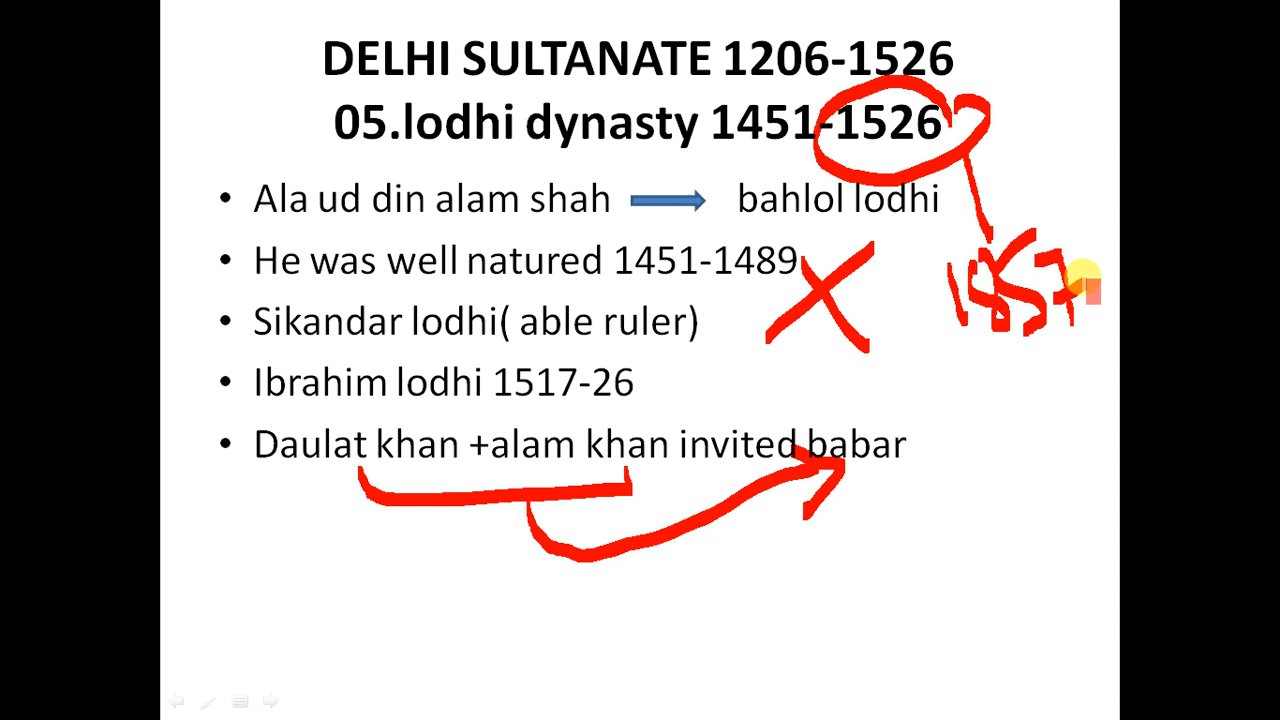 DELHI SULTANATE 1206-1526
05.lodhi dynasty 1451-1526
• Ala ud din alam shah bahlol lodhi
• He was well natured 1451-1489
• Sikandar lodhi( able ruler)
1857
• Ibrahim lodhi 1517-26
• Daulat khan +alam khan invited babar